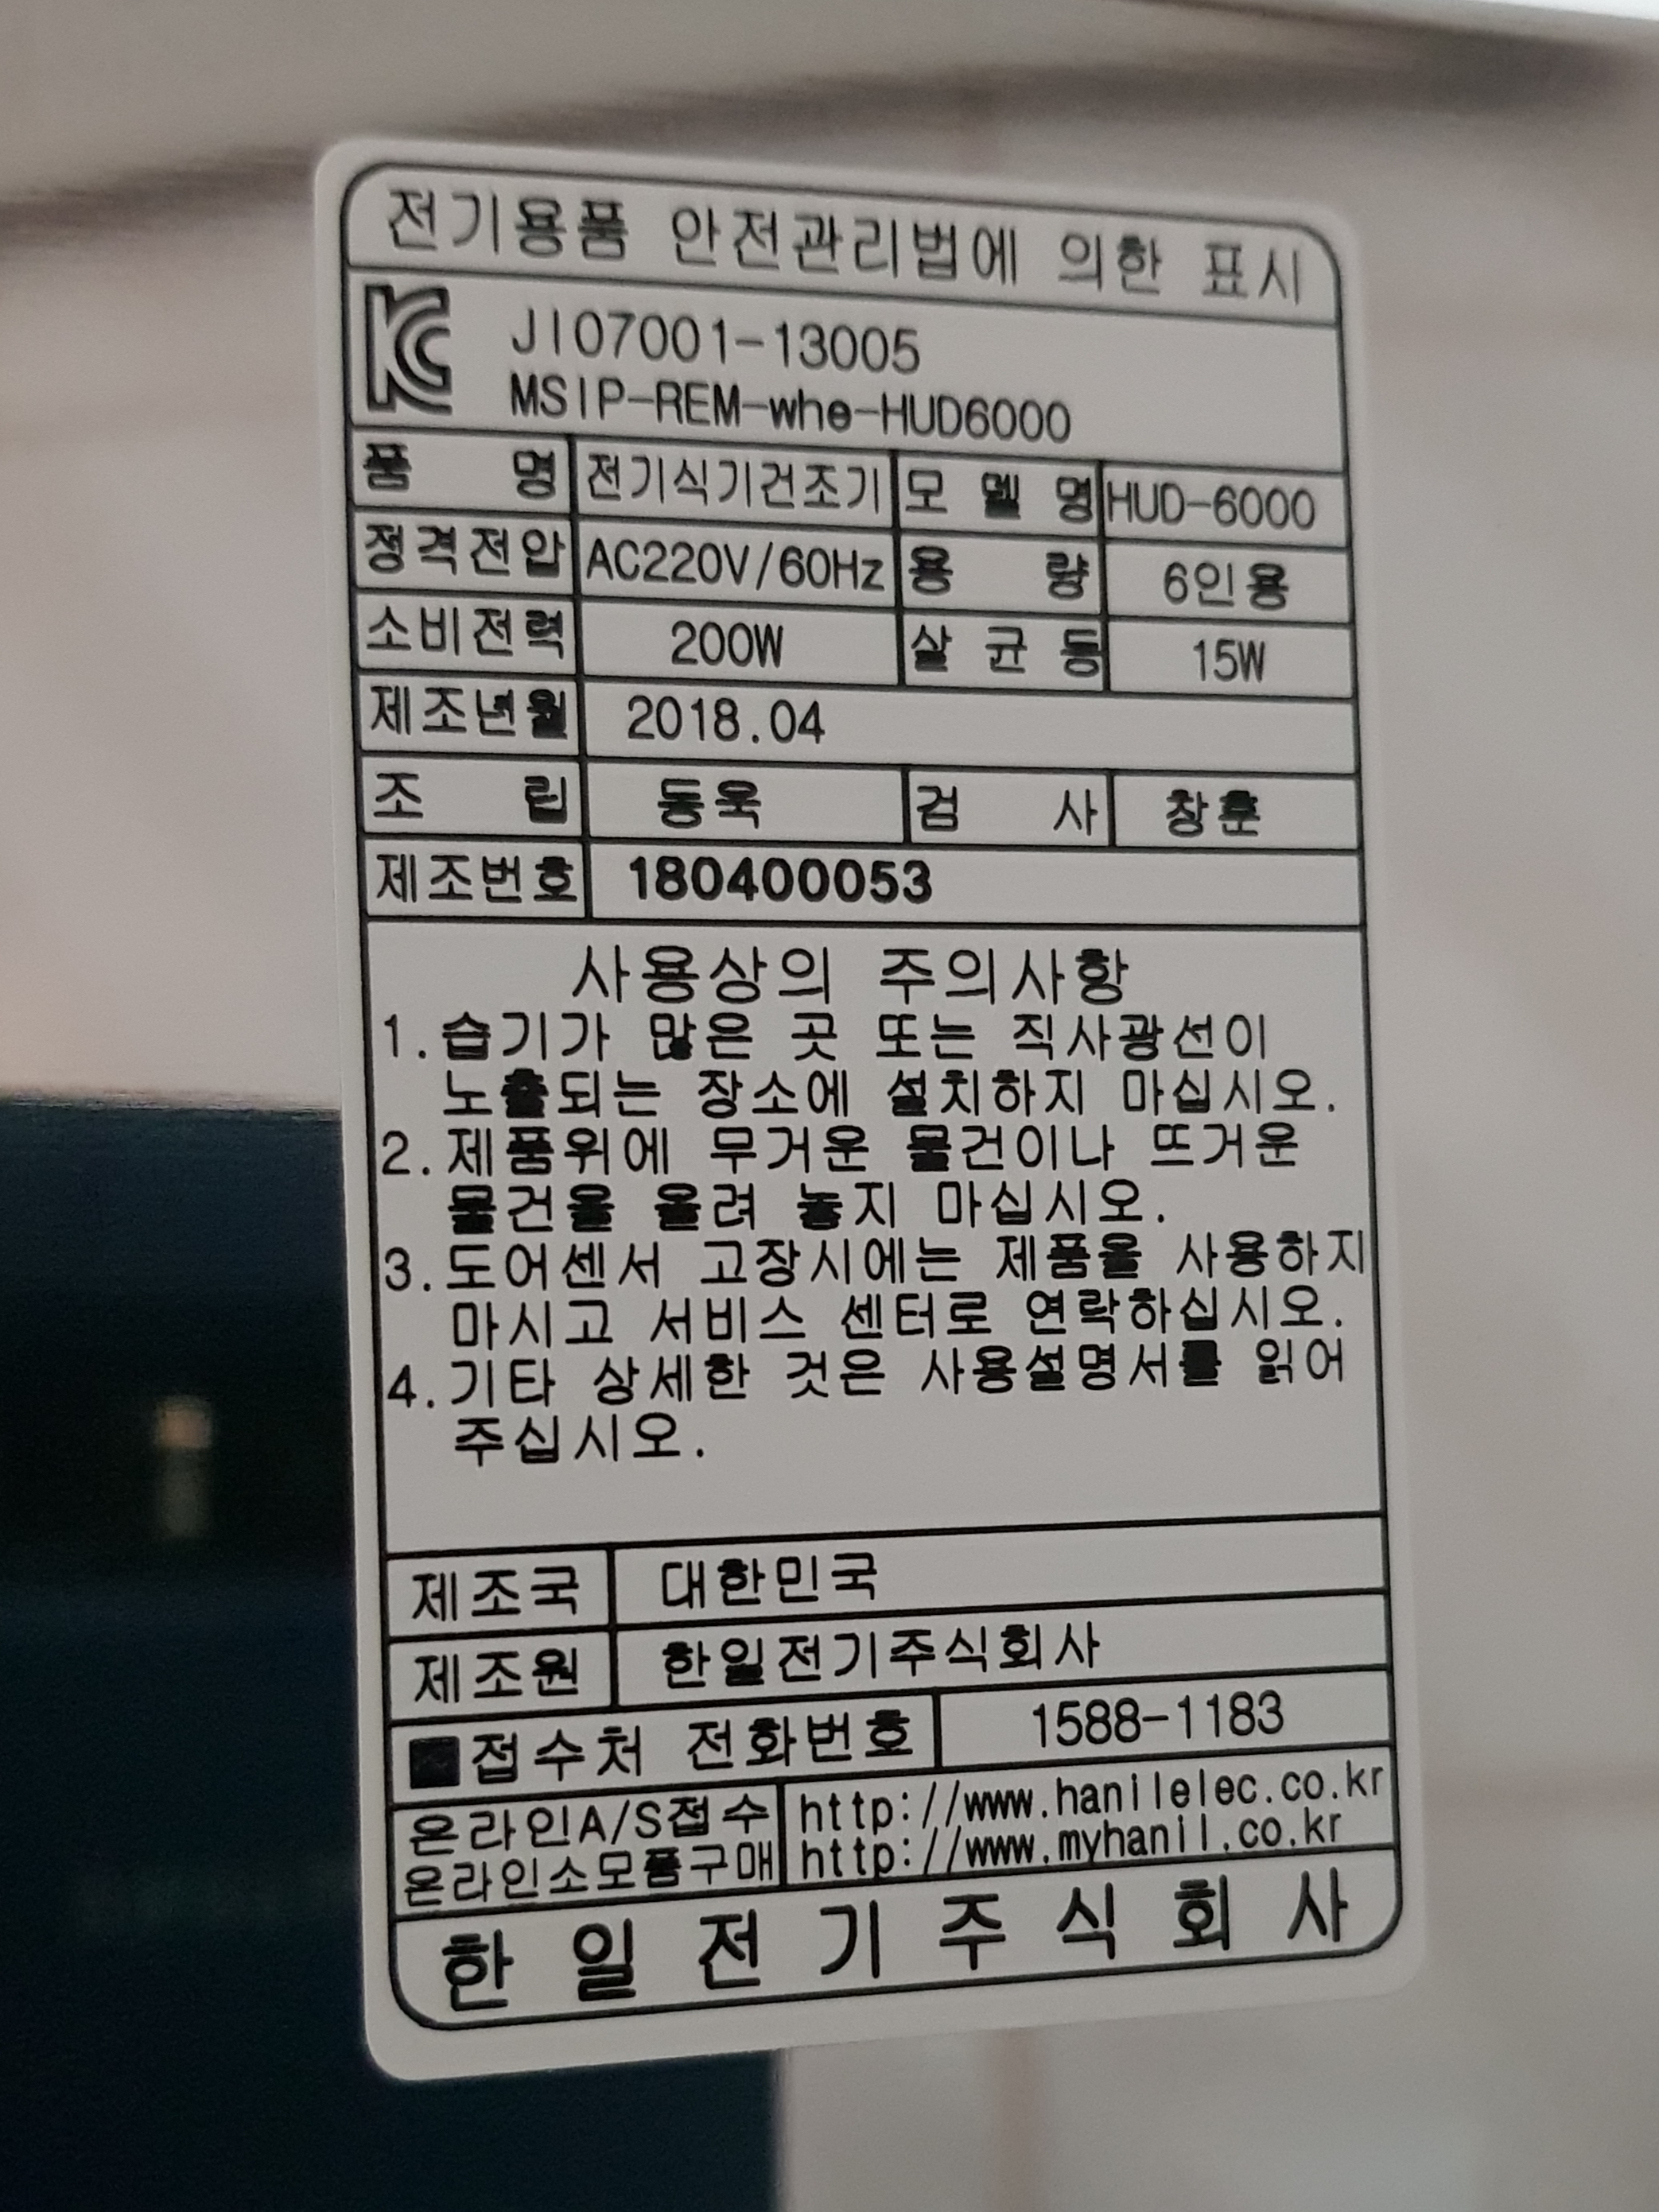 전기용품 안전관리법에 의한 표시
KC
JI07001-13005
MSIP-REM-whe-HUD6000
품 명 전기식기건조기 모 델 명 HUD-6000
정격전압 AC220V/60Hz 용 량 6인용
소비전력 200W 살 균 등 15W
제조년월 2018.04
조 립 동욱 검 사 창훈
제조번호 180400053
사용상의 주의사항
1.습기가 많은 곳 또는 직사광선이
노출되는 장소에 설치하지 마십시오.
2.제품위에 무거운 물건이나 뜨거운
물건을 올려 놓지 마십시오.
3.도어센서 고장시에는 제품을 사용하지
마시고 서비스 센터로 연락하십시오.
4.기타 상세한 것은 사용설명서를 읽어
주십시오.
제조국 대한민국
제조원 한일전기주식회사
■접수처 전화번호 1588-1183
온라인A/S접수 http://www.hanilelec.co.kr
온라인소모품구매 http://www.myhanil.co.kr
한 일 전 기 주 식 회 사